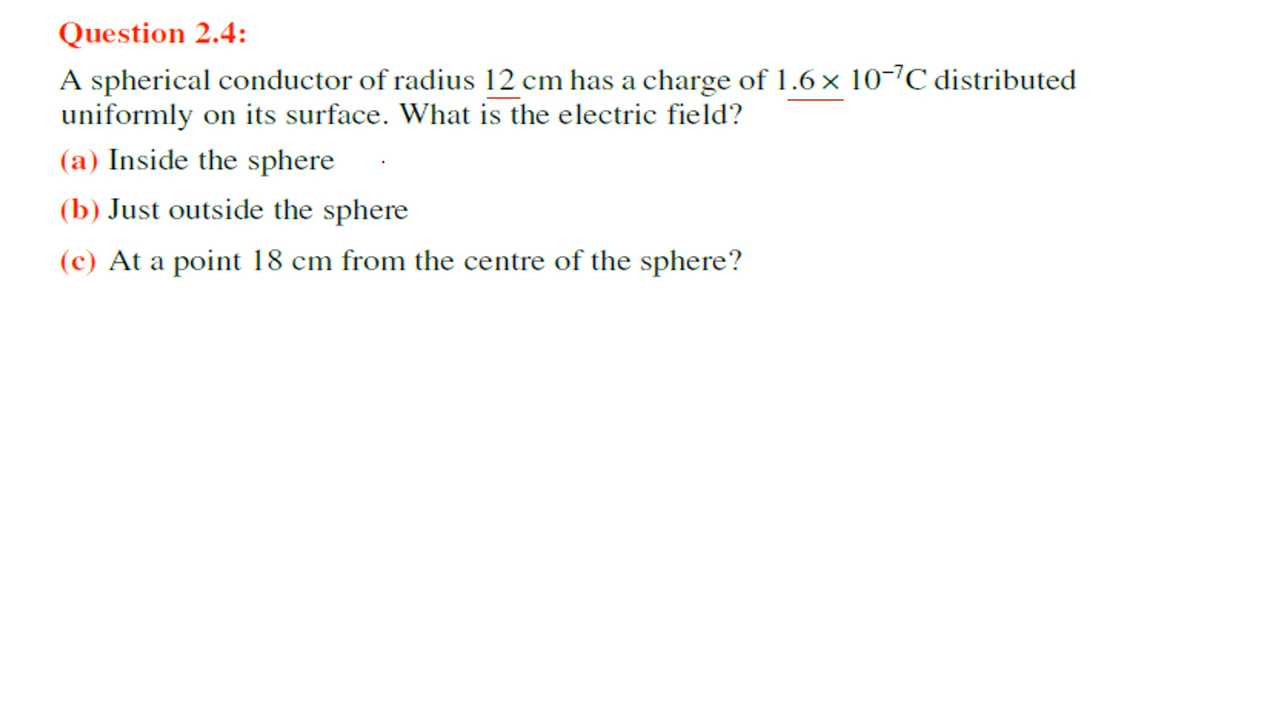 Question 2.4:
A spherical conductor of radius 12 cm has a charge of 1.6 × 10⁻⁷C distributed
uniformly on its surface. What is the electric field?
(a) Inside the sphere
(b) Just outside the sphere
(c) At a point 18 cm from the centre of the sphere?